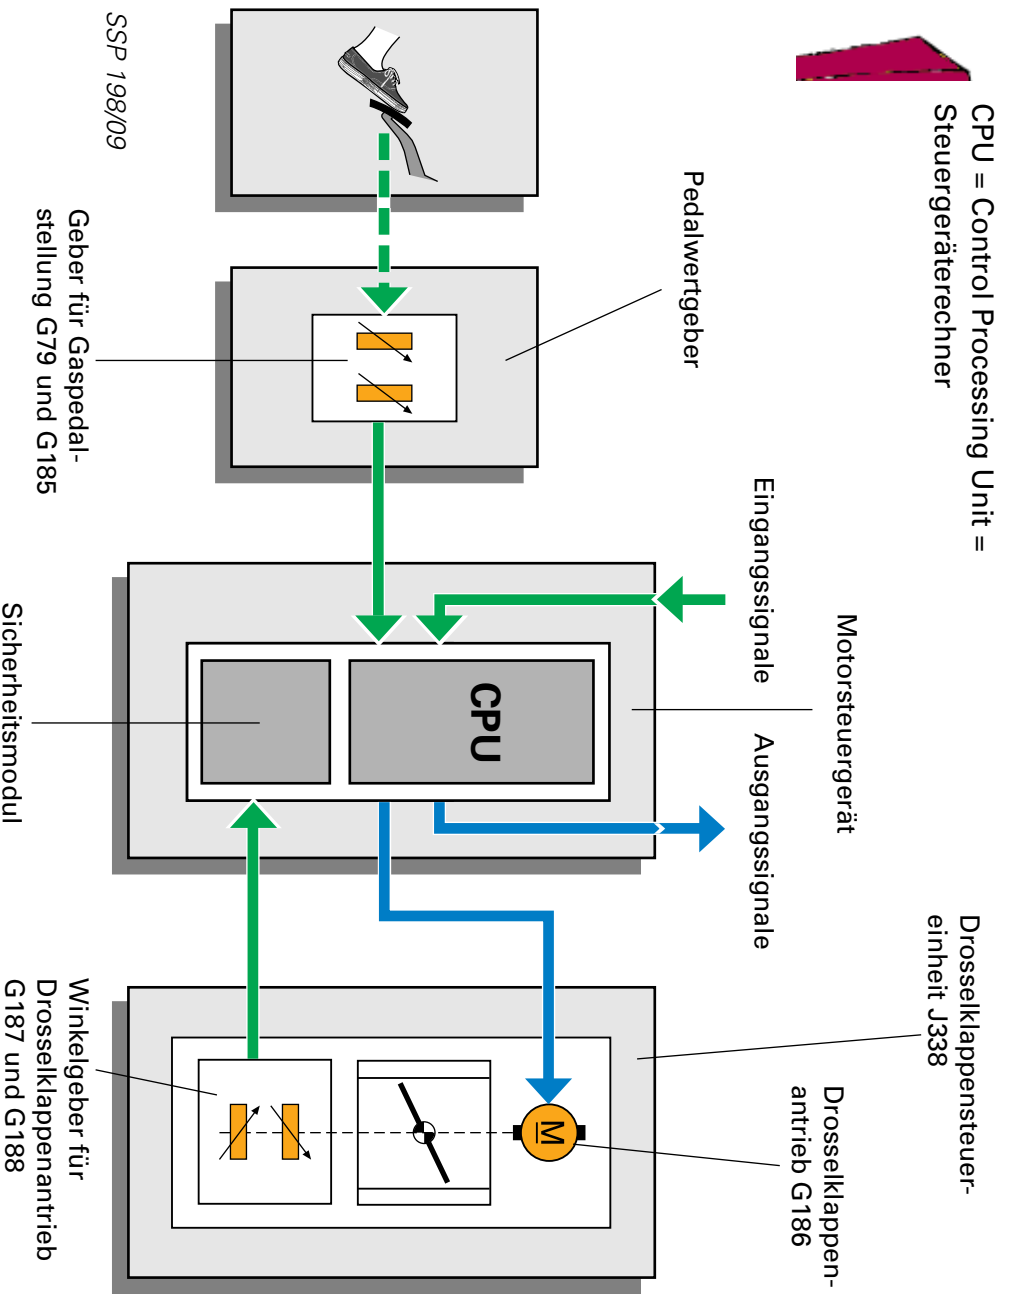 CPU = Control Processing Unit =
Steuergeräterechner
Pedalwertgeber
Eingangssignale
Motorsteuergerät
Ausgangssignale
Drosselklappensteuer-
einheit J338
Drosselklappen-
antrieb G186
CPU
M
SSP 198/09
Geber für Gaspedal-
stellung G79 und G185
Sicherheitsmodul
Winkelgeber für
Drosselklappenantrieb
G187 und G188